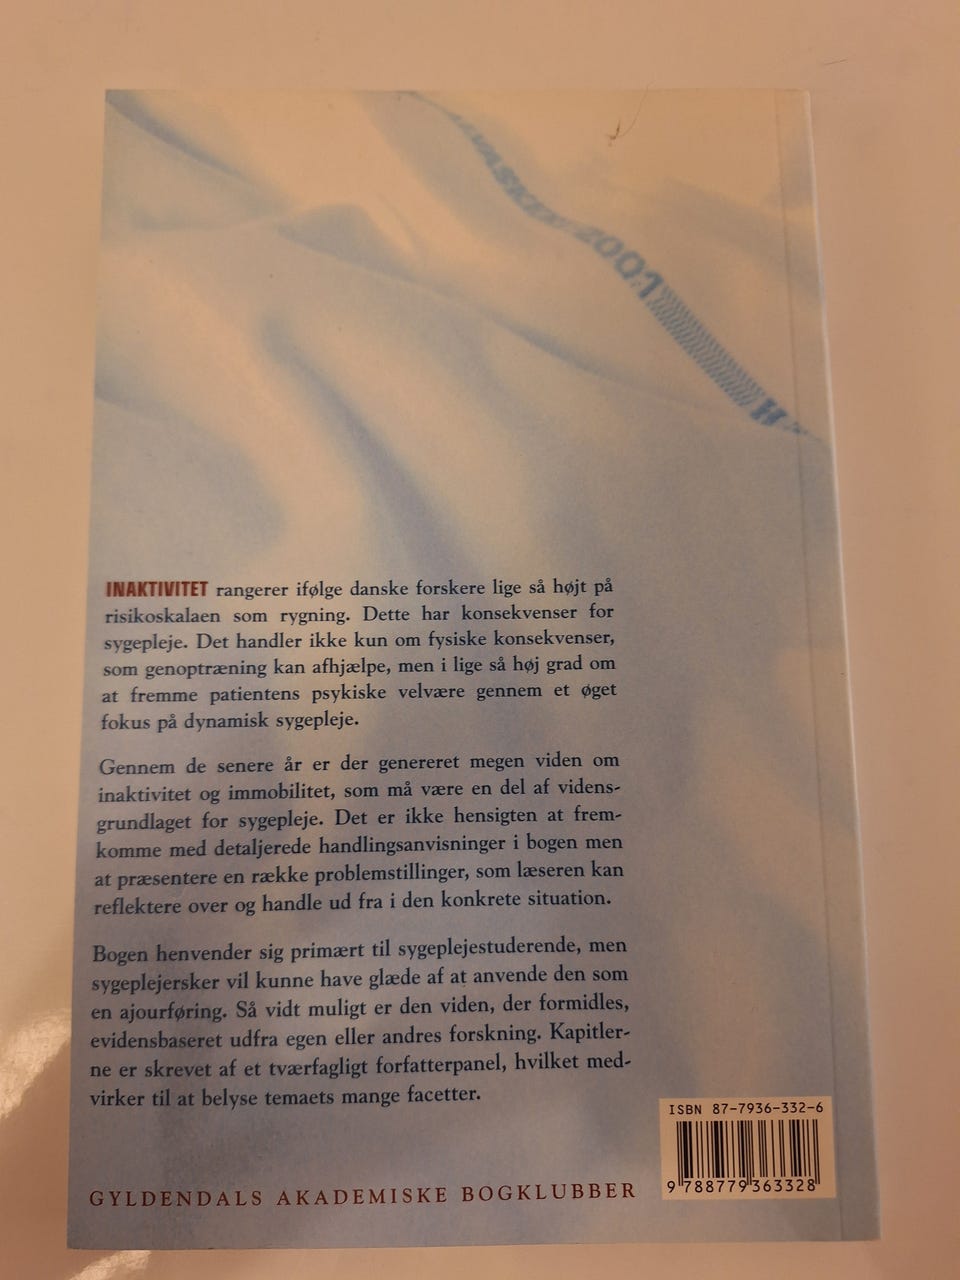 VASKES 200L
H
INAKTIVITET rangerer ifølge danske forskere lige så højt på
risikoskalaen som rygning. Dette har konsekvenser for
sygepleje. Det handler ikke kun om fysiske konsekvenser,
som genoptræning kan afhjælpe, men i lige så høj grad om
at fremme patientens psykiske velvære gennem et øget
fokus på dynamisk sygepleje.
Gennem de senere år er der genereret megen viden om
inaktivitet og immobilitet, som må være en del af videns-
grundlaget for sygepleje. Det er ikke hensigten at frem-
komme med detaljerede handlingsanvisninger i bogen men
at præsentere en række problemstillinger, som læseren kan
reflektere over og handle ud fra i den konkrete situation.
Bogen henvender sig primært til sygeplejestuderende, men
sygeplejersker vil kunne have glæde af at anvende den som
en ajourføring. Så vidt muligt er den viden, der formidles,
evidensbaseret udfra egen eller andres forskning. Kapitler-
ne er skrevet af et tværfagligt forfatterpanel, hvilket med-
virker til at belyse temaets mange facetter.
GYLDENDALS AKADEMISKE BOGKLUBBER
ISBN 87-7936-332-6
9 788779 363328